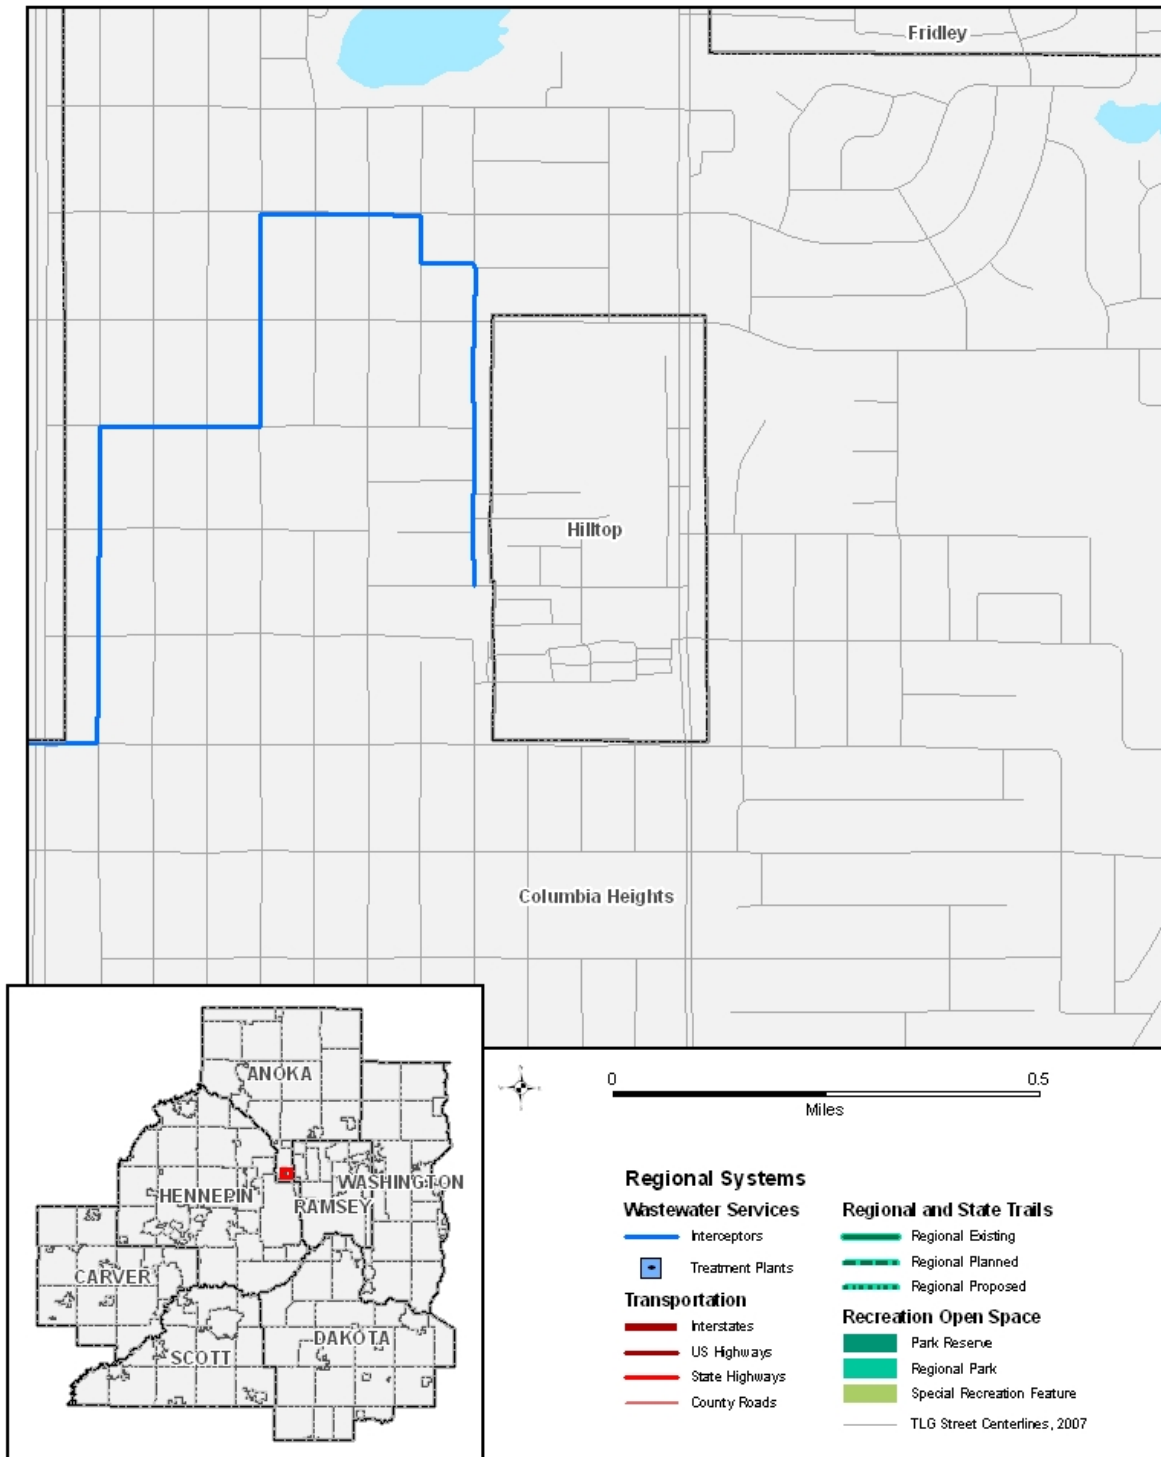 Fridley
Hilltop
Columbia Heights
ANOKA
WASHINGTON
HENNEPIN
RAMSEY
CARVER
DAKOTA
SCOTT
0 0.5
Miles
Regional Systems
Wastewater Services
Interceptors
Treatment Plants
Transportation
Interstates
US Highways
State Highways
County Roads
Regional and State Trails
Regional Existing
Regional Planned
Regional Proposed
Recreation Open Space
Park Reserve
Regional Park
Special Recreation Feature
TLG Street Centerlines, 2007